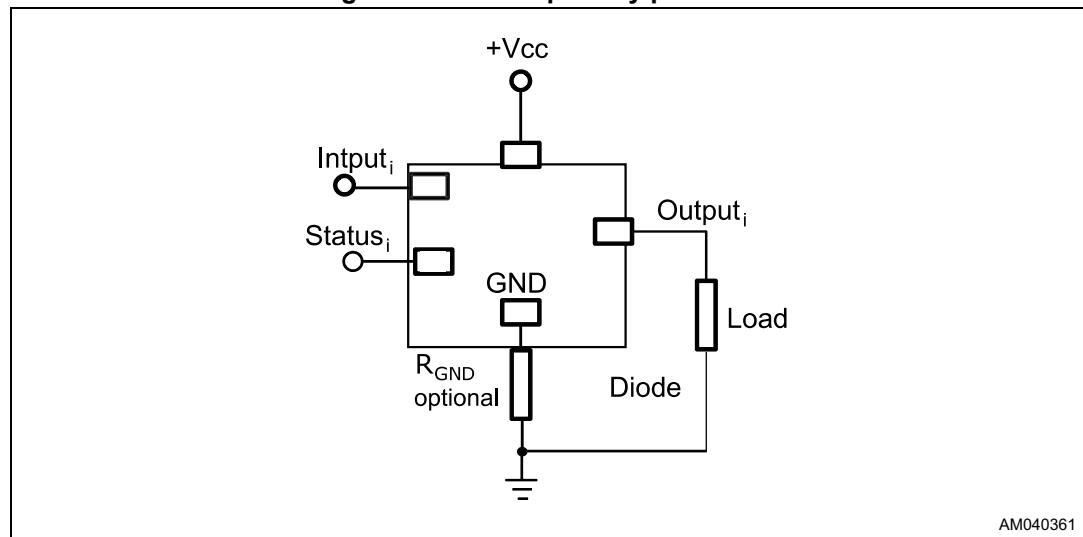 +Vcc
Intput i
Status i
Output i
GND
Load
R GND
optional
Diode
AM040361